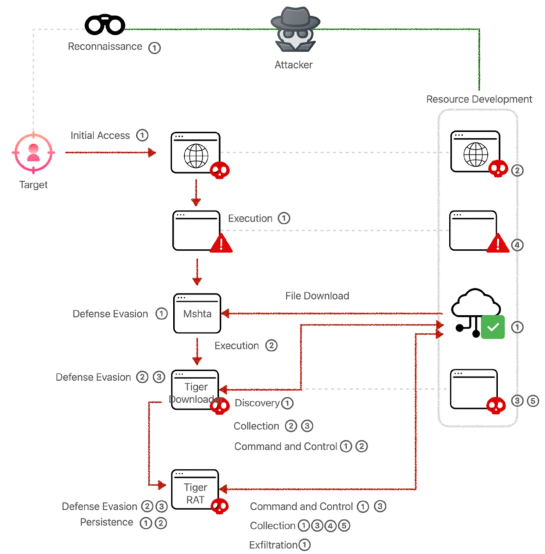 Reconnaissance ①
Attacker
Resource Development
Initial Access ①
Target
②
Execution ①
④
File Download
Defense Evasion ①
Mshta
①
Execution ②
Defense Evasion ② ③
Tiger
Downloader
Discovery ①
③ ⑤
Collection ② ③
Command and Control ① ②
Tiger
RAT
Defense Evasion ② ③
Command and Control ① ③
Persistence ① ②
Collection ① ③ ④ ⑤
Exfiltration ①